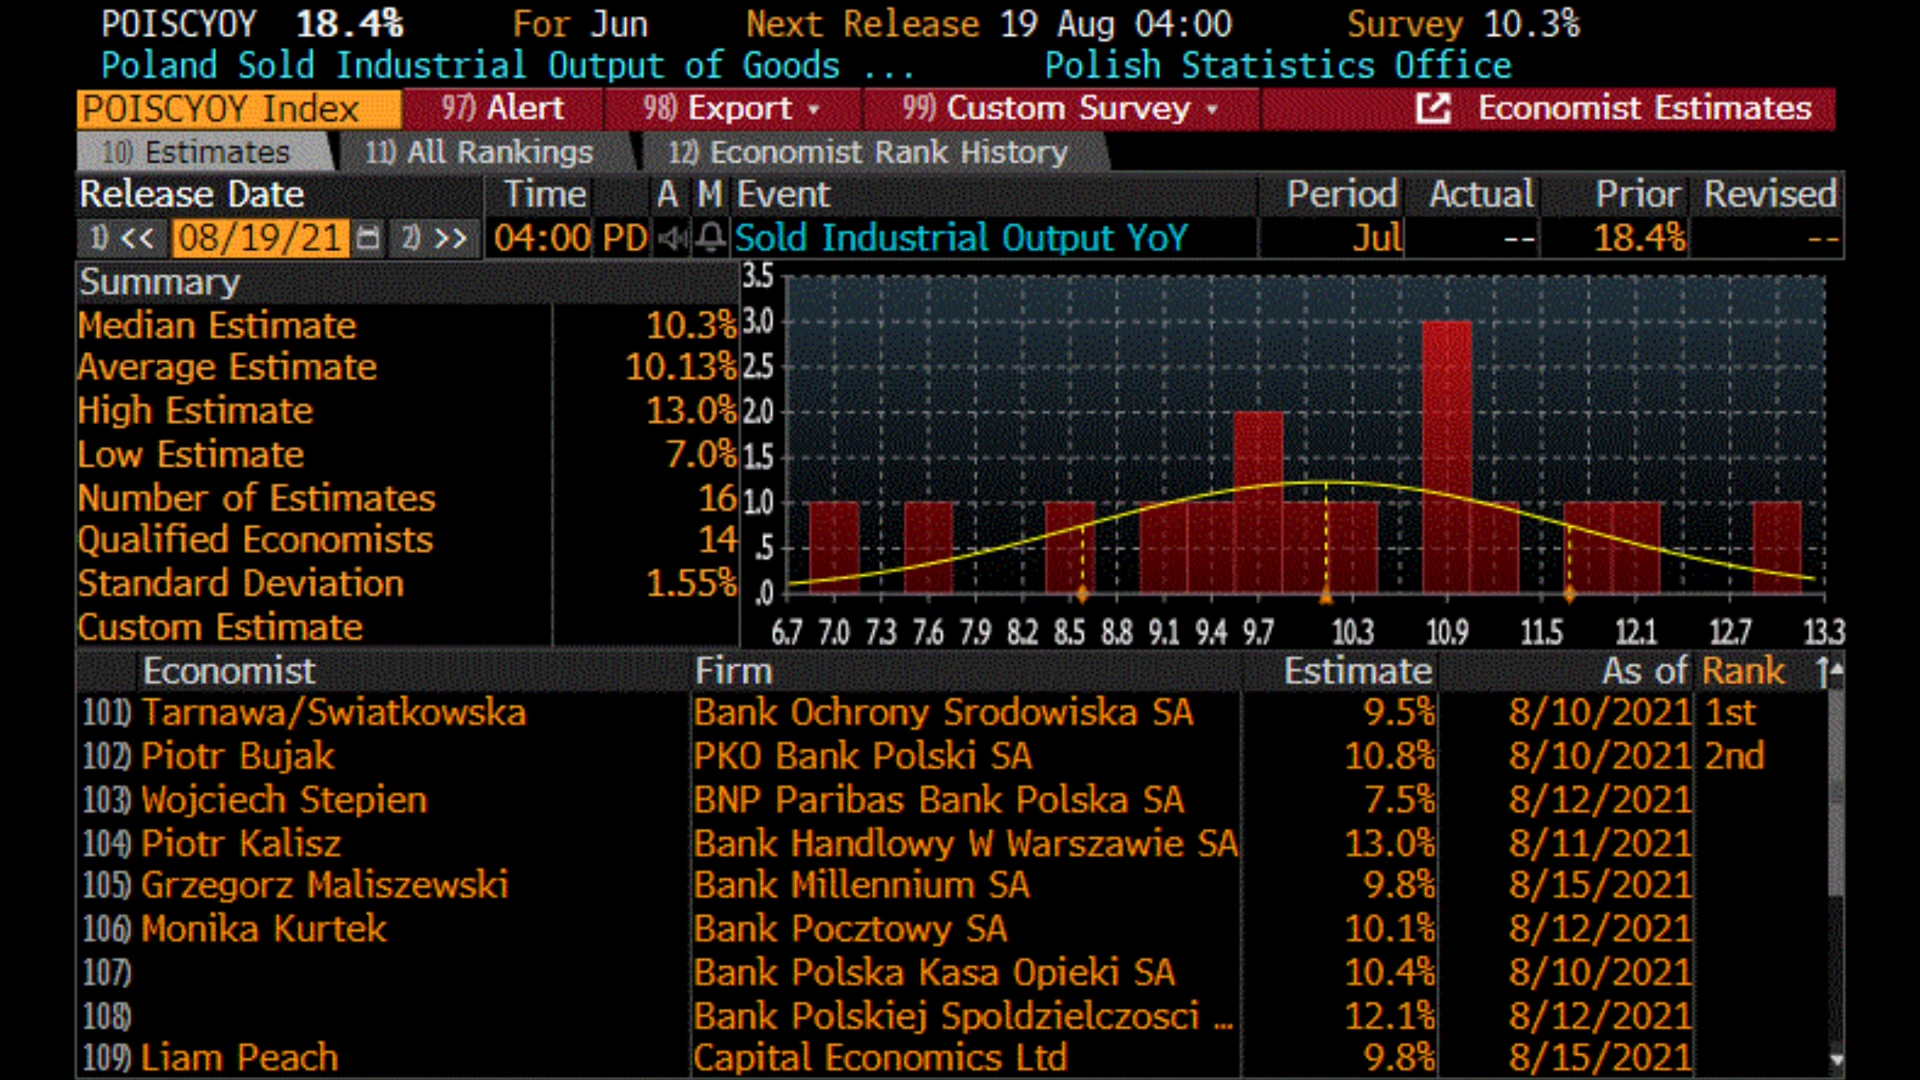 POISCYOY 18.4% For Jun Next Release 19 Aug 04:00 Survey 10.3%
Poland Sold Industrial Output of Goods ... Polish Statistics Office
POISCYOY Index 97) Alert 98) Export 99) Custom Survey Economist Estimates
10) Estimates 11) All Rankings 12) Economist Rank History
Release Date Time A M Event Period Actual Prior Revised
1) << 08/19/21 2) >> 04:00 PD Sold Industrial Output YoY Jul -- 18.4% --
Summary
Median Estimate 10.3%
Average Estimate 10.13%
High Estimate 13.0%
Low Estimate 7.0%
Number of Estimates 16
Qualified Economists 14
Standard Deviation 1.55%
Custom Estimate
3.5
3.0
2.5
2.0
1.5
1.0
.5
.0
6.7 7.0 7.3 7.6 7.9 8.2 8.5 8.8 9.1 9.4 9.7 10.3 10.9 11.5 12.1 12.7 13.3
Economist Firm Estimate As of Rank
101) Tarnawa/Swiatkowska Bank Ochrony Srodowiska SA 9.5% 8/10/2021 1st
102) Piotr Bujak PKO Bank Polski SA 10.8% 8/10/2021 2nd
103) Wojciech Stepien BNP Paribas Bank Polska SA 7.5% 8/12/2021
104) Piotr Kalisz Bank Handlowy W Warszawie SA 13.0% 8/11/2021
105) Grzegorz Maliszewski Bank Millennium SA 9.8% 8/15/2021
106) Monika Kurtek Bank Pocztowy SA 10.1% 8/12/2021
107) Bank Polska Kasa Opieki SA 10.4% 8/10/2021
108) Bank Polskiej Spoldzielczosci ... 12.1% 8/12/2021
109) Liam Peach Capital Economics Ltd 9.8% 8/15/2021